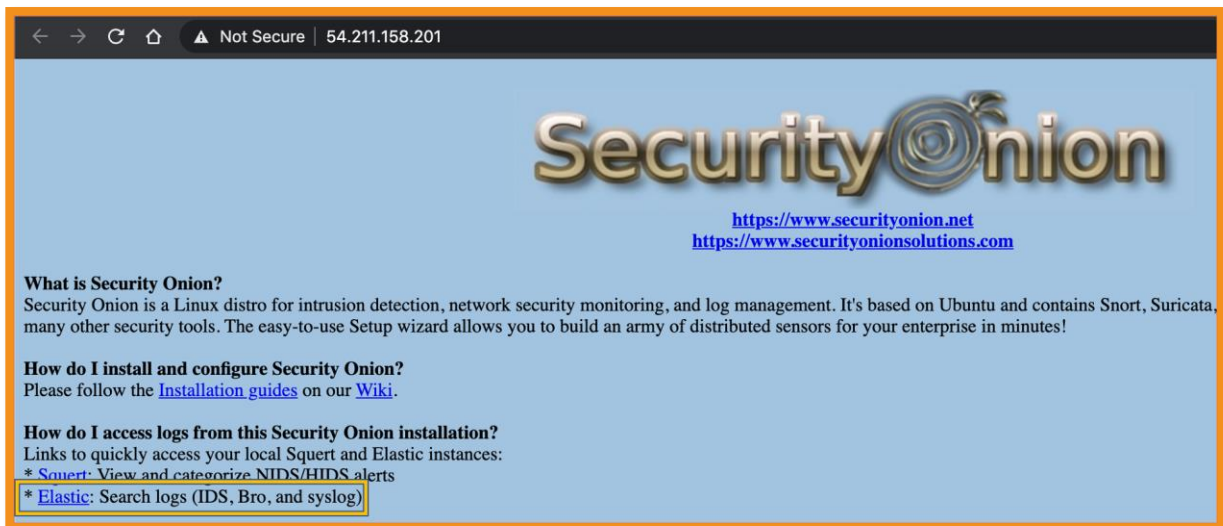 Not Secure | 54.211.158.201
Security Onion
https://www.securityonion.net
https://www.securityonionsolutions.com
What is Security Onion?
Security Onion is a Linux distro for intrusion detection, network security monitoring, and log management. It's based on Ubuntu and contains Snort, Suricata,
many other security tools. The easy-to-use Setup wizard allows you to build an army of distributed sensors for your enterprise in minutes!
How do I install and configure Security Onion?
Please follow the Installation guides on our Wiki.
How do I access logs from this Security Onion installation?
Links to quickly access your local Squert and Elastic instances:
* Squert: View and categorize NIDS/HIDS alerts
* Elastic: Search logs (IDS, Bro, and syslog)